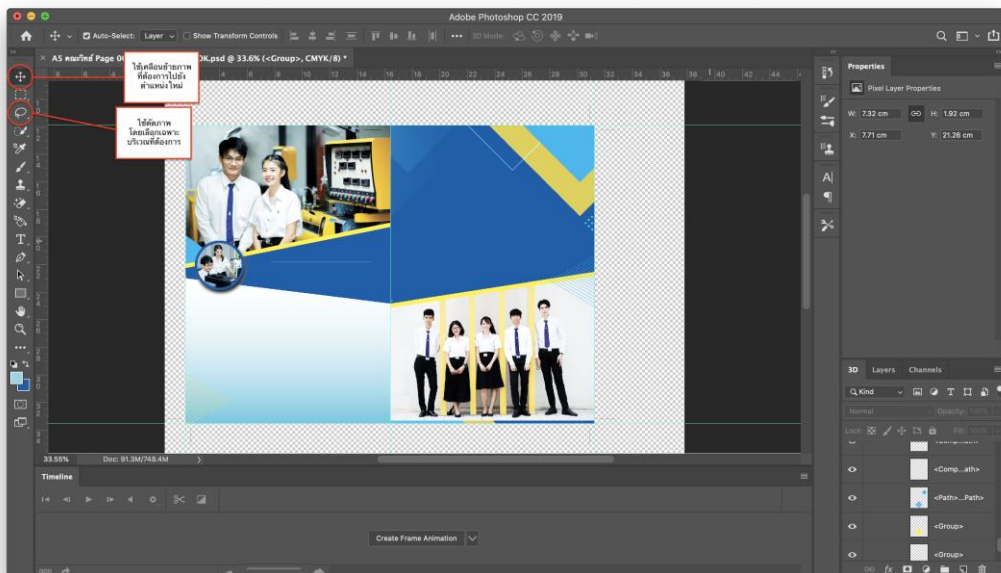 Adobe Photoshop CC 2019
Auto-Select: Layer Show Transform Controls 3D Mode:
A5 คณะวิทย์ Page 00 OK.psd @ 33.6% (<Group>, CMYK/8) *
ใช้เคลื่อนย้ายภาพ
ที่ต้องการไปยัง
ตำแหน่งใหม่
ใช้ตัดภาพ
โดยเลือกเฉพาะ
บริเวณที่ต้องการ
Properties
Pixel Layer Properties
W: 7.32 cm H: 1.92 cm
X: 7.71 cm Y: 21.26 cm
3D Layers Channels
Kind
Normal Opacity: 100%
Lock: Fill: 100%
<Comp...ath>
<Path>...Path>
<Group>
<Group>
33.55% Doc: 91.3M/748.4M
Timeline
Create Frame Animation